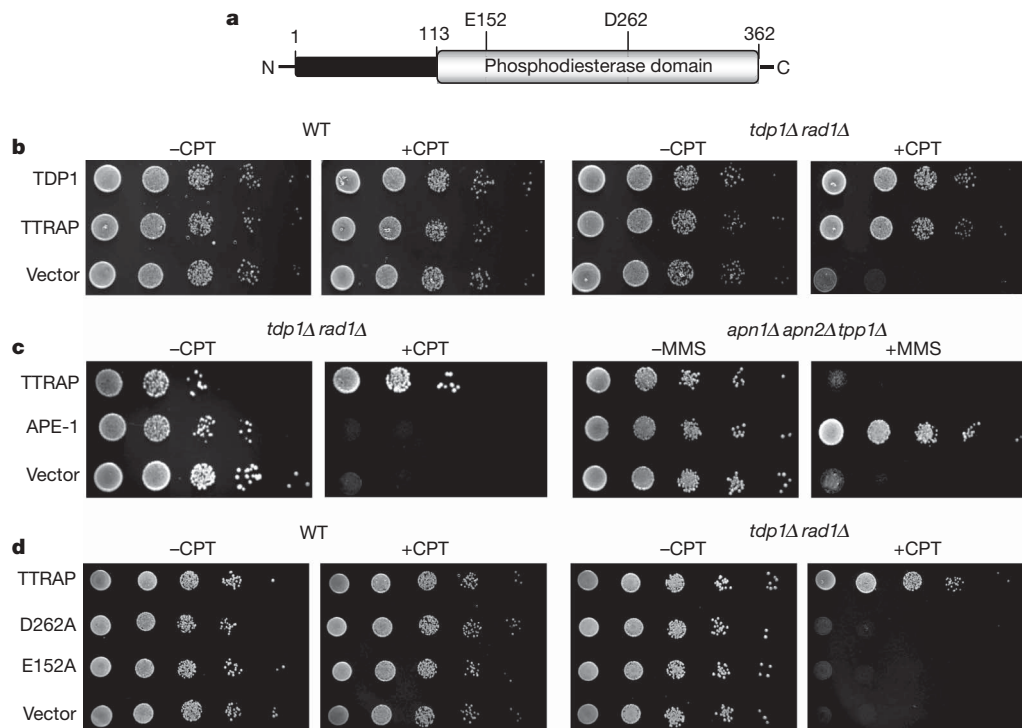 a
1 113 E152 D262 362
N Phosphodiesterase domain C
b
WT tdp1Δ rad1Δ
–CPT +CPT –CPT +CPT
TDP1
TTRAP
Vector
c
tdp1Δ rad1Δ apn1Δ apn2Δ tpp1Δ
–CPT +CPT –MMS +MMS
TTRAP
APE-1
Vector
d
WT tdp1Δ rad1Δ
–CPT +CPT –CPT +CPT
TTRAP
D262A
E152A
Vector